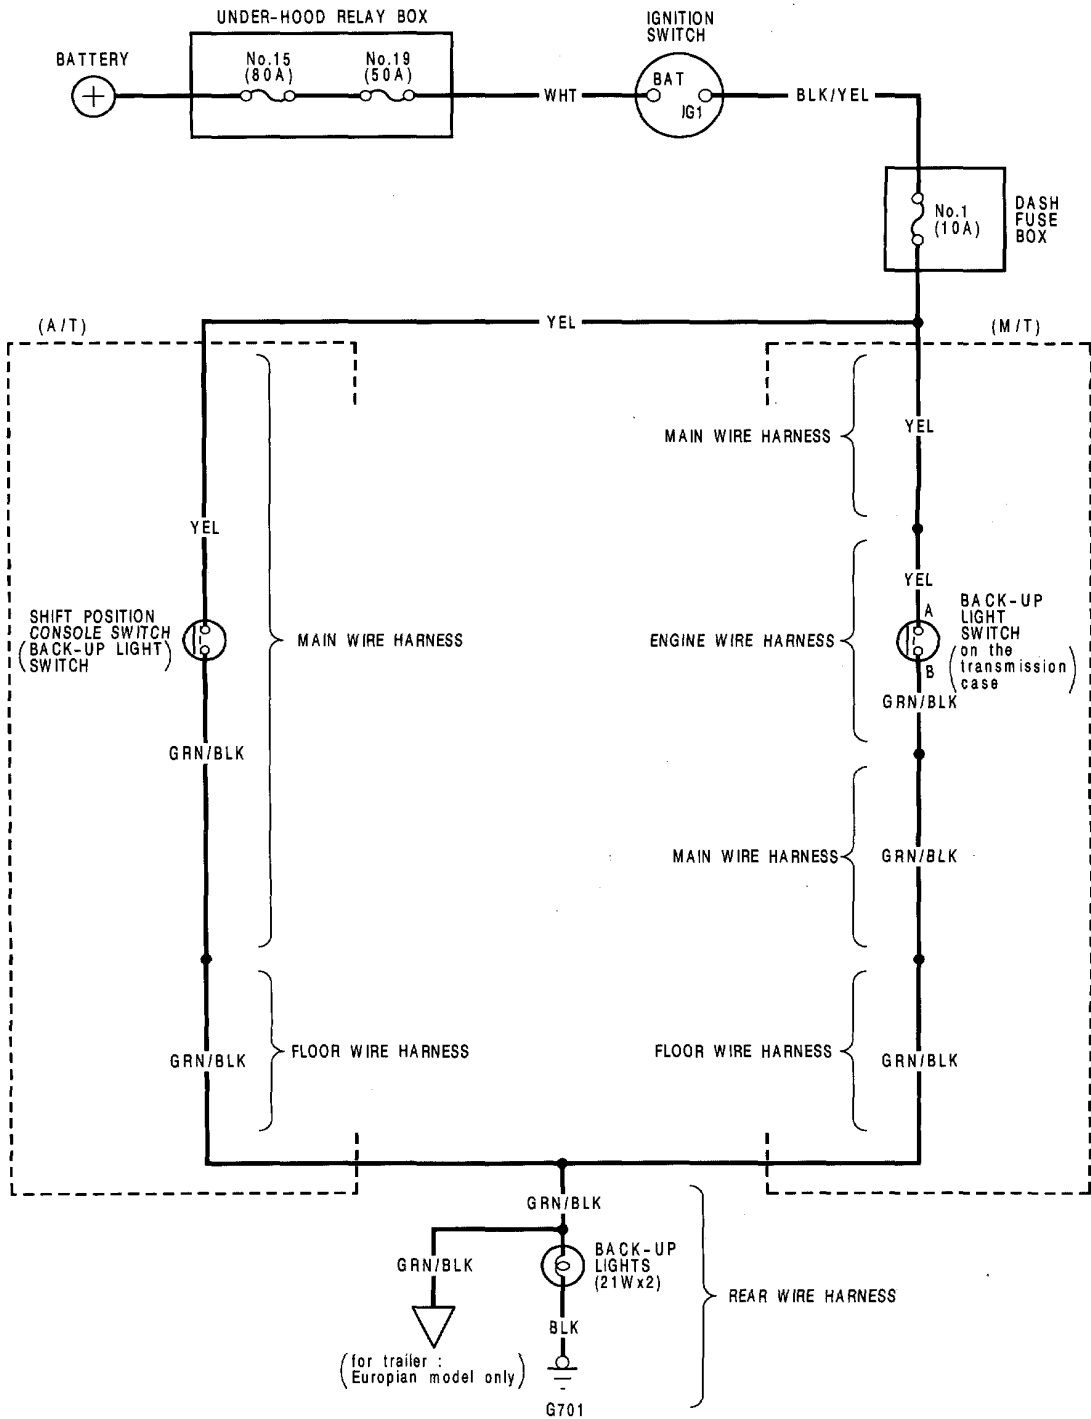 UNDER-HOOD RELAY BOX
IGNITION
SWITCH
BATTERY
No.15
(80A)
No.19
(50A)
BAT
IG1
WHT
BLK/YEL
No.1
(10A)
DASH
FUSE
BOX
(A/T)
YEL
(M/T)
MAIN WIRE HARNESS
YEL
YEL
YEL
SHIFT POSITION
CONSOLE SWITCH
(BACK-UP LIGHT)
SWITCH
MAIN WIRE HARNESS
ENGINE WIRE HARNESS
A
B
BACK-UP
LIGHT
SWITCH
(on the
transmission
case)
GRN/BLK
GRN/BLK
MAIN WIRE HARNESS
GRN/BLK
GRN/BLK
FLOOR WIRE HARNESS
FLOOR WIRE HARNESS
GRN/BLK
GRN/BLK
GRN/BLK
BACK-UP
LIGHTS
(21Wx2)
REAR WIRE HARNESS
BLK
(for trailer :
Europian model only)
G701